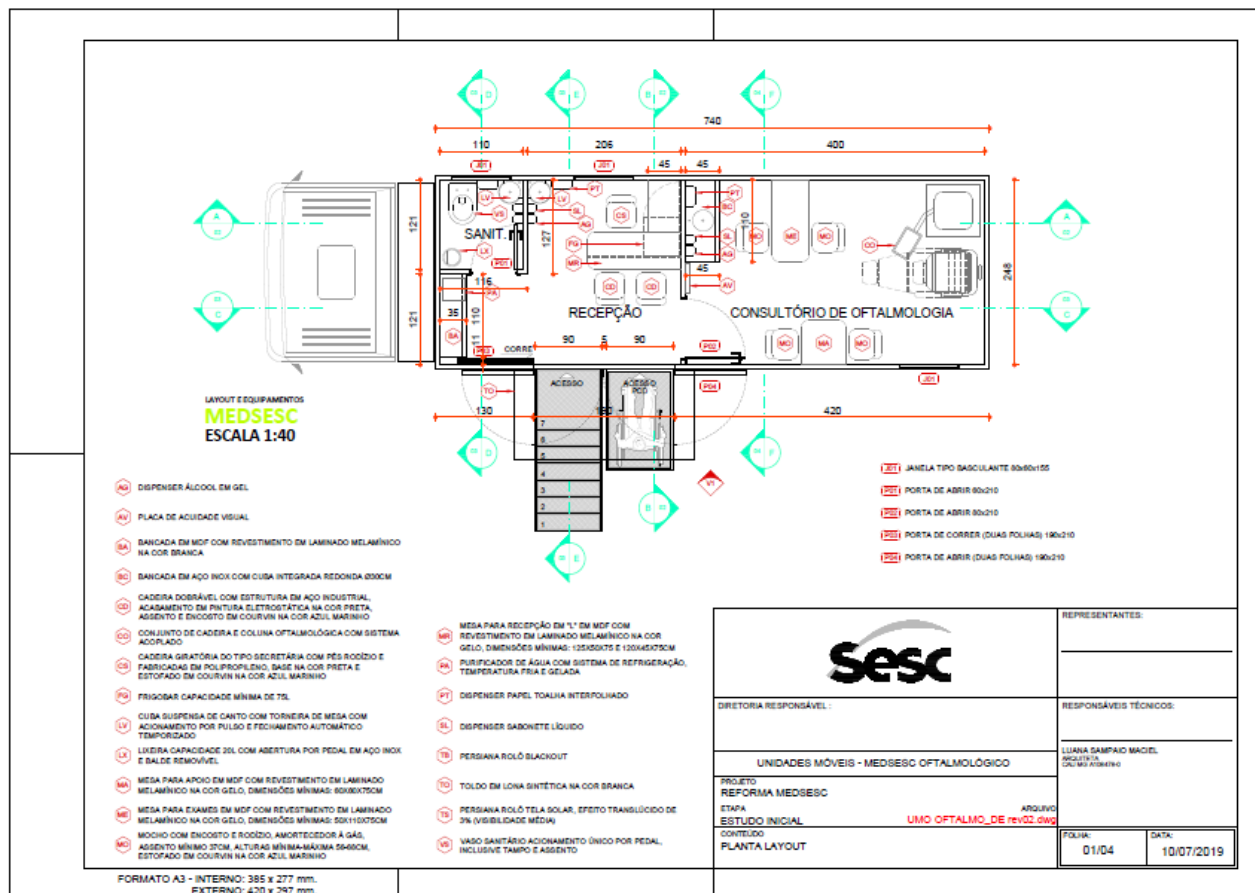 740
110
206
400
45
45
J01
J01
121
121
127
110
248
SANIT.
LV
VS
LX
P01
LV
PT
SL
AG
CS
FG
MR
PT
BC
SL
AG
45
AV
MO
ME
MO
CO
116
PA
35
110
BA
11
CD
CD
RECEPÇÃO
CONSULTÓRIO DE OFTALMOLOGIA
MO
MA
MO
90
5
90
P03
CORRE
P02
P04
J01
TO
ACESSO
ACESSO
PCD
130
420
7
6
5
4
3
2
1
V1
A
A
C
C
D
E
B
F
D
F
B
E
LAYOUT E EQUIPAMENTOS
MEDSESC
ESCALA 1:40
AG DISPENSER ÁLCOOL EM GEL
AV PLACA DE ACUIDADE VISUAL
BA BANCADA EM MDF COM REVESTIMENTO EM LAMINADO MELAMÍNICO
NA COR BRANCA
BC BANCADA EM AÇO INOX COM CUBA INTEGRADA REDONDA Ø30CM
CD CADEIRA DOBRÁVEL COM ESTRUTURA EM AÇO INDUSTRIAL,
ACABAMENTO EM PINTURA ELETROSTÁTICA NA COR PRETA,
ASSENTO E ENCOSTO EM COURVIN NA COR AZUL MARINHO
CO CONJUNTO DE CADEIRA E COLUNA OFTALMOLÓGICA COM SISTEMA
ACOPLADO
CS CADEIRA GIRATÓRIA DO TIPO SECRETÁRIA COM PÉS RODÍZIO E
FABRICADAS EM POLIPROPILENO, BASE NA COR PRETA E
ESTOFADO EM COURVIN NA COR AZUL MARINHO
FG FRIGOBAR CAPACIDADE MÍNIMA DE 75L
LV CUBA SUSPENSA DE CANTO COM TORNEIRA DE MESA COM
ACIONAMENTO POR PULSO E FECHAMENTO AUTOMÁTICO
TEMPORIZADO
LX LIXEIRA CAPACIDADE 20L COM ABERTURA POR PEDAL EM AÇO INOX
E BALDE REMOVÍVEL
MA MESA PARA APOIO EM MDF COM REVESTIMENTO EM LAMINADO
MELAMÍNICO NA COR GELO, DIMENSÕES MÍNIMAS: 60X60X75CM
ME MESA PARA EXAMES EM MDF COM REVESTIMENTO EM LAMINADO
MELAMÍNICO NA COR GELO, DIMENSÕES MÍNIMAS: 50X110X75CM
MO MOCHO COM ENCOSTO E RODÍZIO, AMORTECEDOR À GÁS,
ASSENTO MÍNIMO 37CM, ALTURAS MÍNIMA-MÁXIMA 56-60CM,
ESTOFADO EM COURVIN NA COR AZUL MARINHO
MR MESA PARA RECEPÇÃO EM "L" EM MDF COM
REVESTIMENTO EM LAMINADO MELAMÍNICO NA COR
GELO, DIMENSÕES MÍNIMAS: 125X50X75 E 120X45X75CM
PA PURIFICADOR DE ÁGUA COM SISTEMA DE REFRIGERAÇÃO,
TEMPERATURA FRIA E GELADA
PT DISPENSER PAPEL TOALHA INTERFOLHADO
SL DISPENSER SABONETE LÍQUIDO
TB PERSIANA ROLÔ BLACKOUT
TO TOLDO EM LONA SINTÉTICA NA COR BRANCA
TS PERSIANA ROLÔ TELA SOLAR, EFEITO TRANSLÚCIDO DE
3% (VISIBILIDADE MÉDIA)
VS VASO SANITÁRIO ACIONAMENTO ÚNICO POR PEDAL,
INCLUSIVE TAMPO E ASSENTO
J01 JANELA TIPO BASCULANTE 80x60x155
P01 PORTA DE ABRIR 60x210
P02 PORTA DE ABRIR 80x210
P03 PORTA DE CORRER (DUAS FOLHAS) 190x210
P04 PORTA DE ABRIR (DUAS FOLHAS) 190x210
Sesc
REPRESENTANTES:
DIRETORIA RESPONSÁVEL :
RESPONSÁVEIS TÉCNICOS:
UNIDADES MÓVEIS - MEDSESC OFTALMOLÓGICO
LUANA SAMPAIO MACIEL
ARQUITETA
PROJETO
REFORMA MEDSESC
ETAPA
ESTUDO INICIAL
ARQUIVO
UMO OFTALMO_DE rev02.dwg
CONTEÚDO
PLANTA LAYOUT
FOLHA:
01/04
DATA:
10/07/2019
FORMATO A3 - INTERNO: 385 x 277 mm.
EXTERNO: 420 x 297 mm.